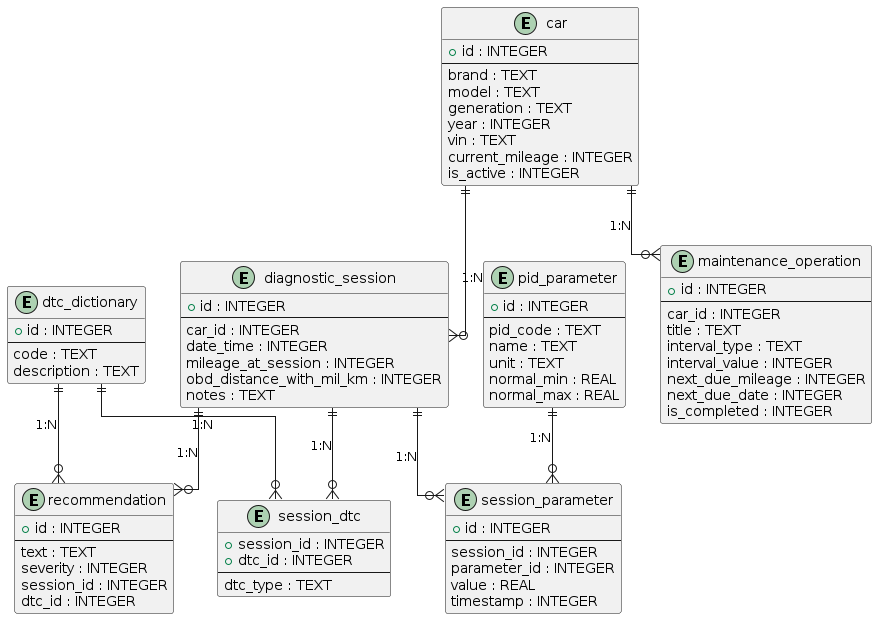 E car
id : INTEGER
brand : TEXT
model : TEXT
generation : TEXT
year : INTEGER
vin : TEXT
current_mileage : INTEGER
is_active : INTEGER
1:N
1:N
E maintenance_operation
id : INTEGER
car_id : INTEGER
title : TEXT
interval_type : TEXT
interval_value : INTEGER
next_due_mileage : INTEGER
next_due_date : INTEGER
is_completed : INTEGER
E diagnostic_session
id : INTEGER
car_id : INTEGER
date_time : INTEGER
mileage_at_session : INTEGER
obd_distance_with_mil_km : INTEGER
notes : TEXT
E pid_parameter
id : INTEGER
pid_code : TEXT
name : TEXT
unit : TEXT
normal_min : REAL
normal_max : REAL
E dtc_dictionary
id : INTEGER
code : TEXT
description : TEXT
1:N
1:N
1:N
1:N
1:N
1:N
E recommendation
id : INTEGER
text : TEXT
severity : INTEGER
session_id : INTEGER
dtc_id : INTEGER
E session_dtc
session_id : INTEGER
dtc_id : INTEGER
dtc_type : TEXT
E session_parameter
id : INTEGER
session_id : INTEGER
parameter_id : INTEGER
value : REAL
timestamp : INTEGER